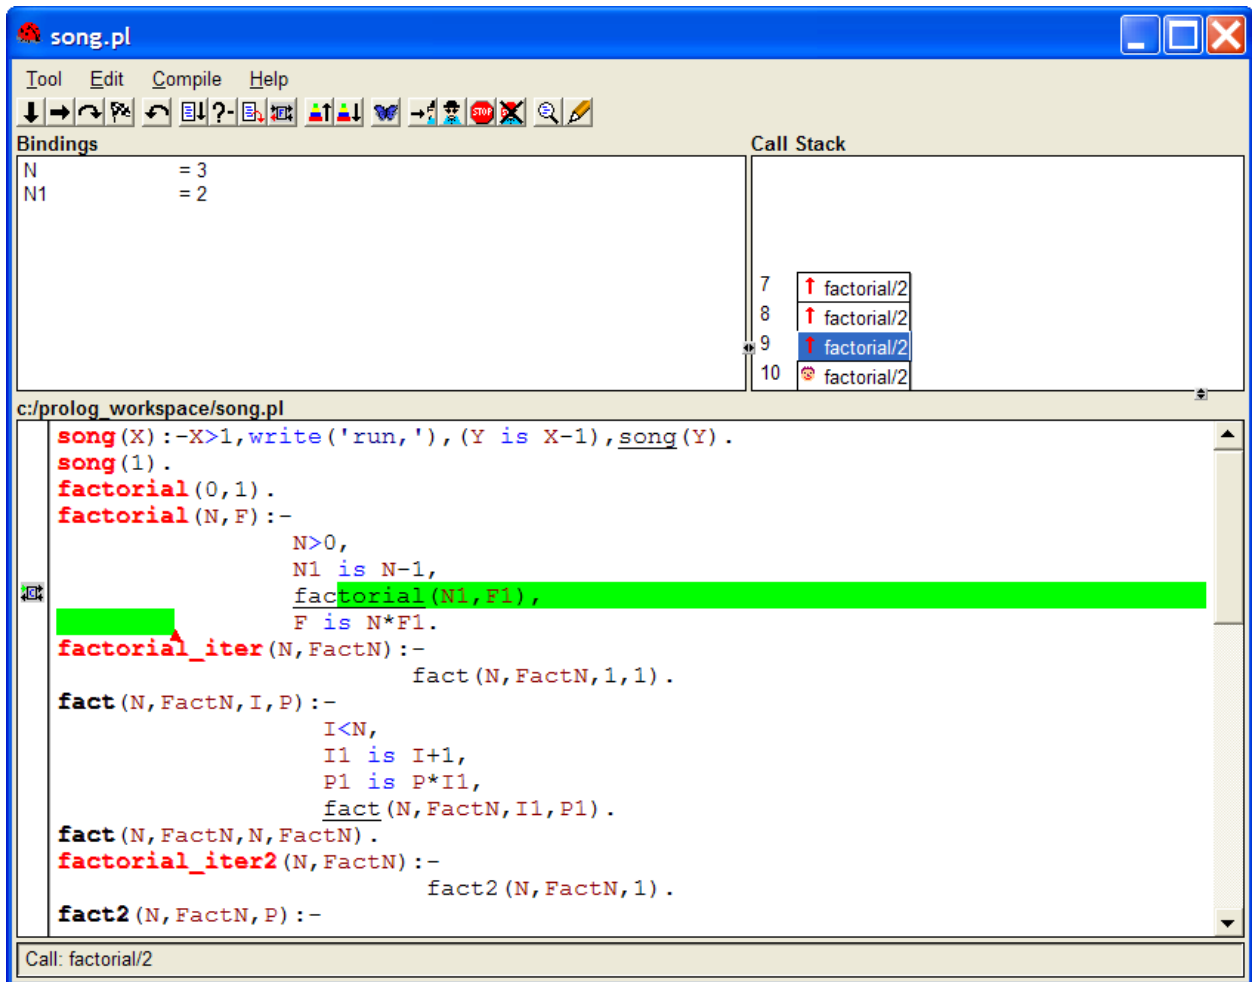 song.pl
Tool Edit Compile Help
?- STOP
Bindings
N = 3
N1 = 2
Call Stack
7 factorial/2
8 factorial/2
9 factorial/2
10 factorial/2
c:/prolog_workspace/song.pl
song(X):-X>1,write('run,'),(Y is X-1),song(Y).
song(1).
factorial(0,1).
factorial(N,F):-
N>0,
N1 is N-1,
factorial(N1,F1),
F is N*F1.
factorial_iter(N,FactN):-
fact(N,FactN,1,1).
fact(N,FactN,I,P):-
I<N,
I1 is I+1,
P1 is P*I1,
fact(N,FactN,I1,P1).
fact(N,FactN,N,FactN).
factorial_iter2(N,FactN):-
fact2(N,FactN,1).
fact2(N,FactN,P):-
Call: factorial/2